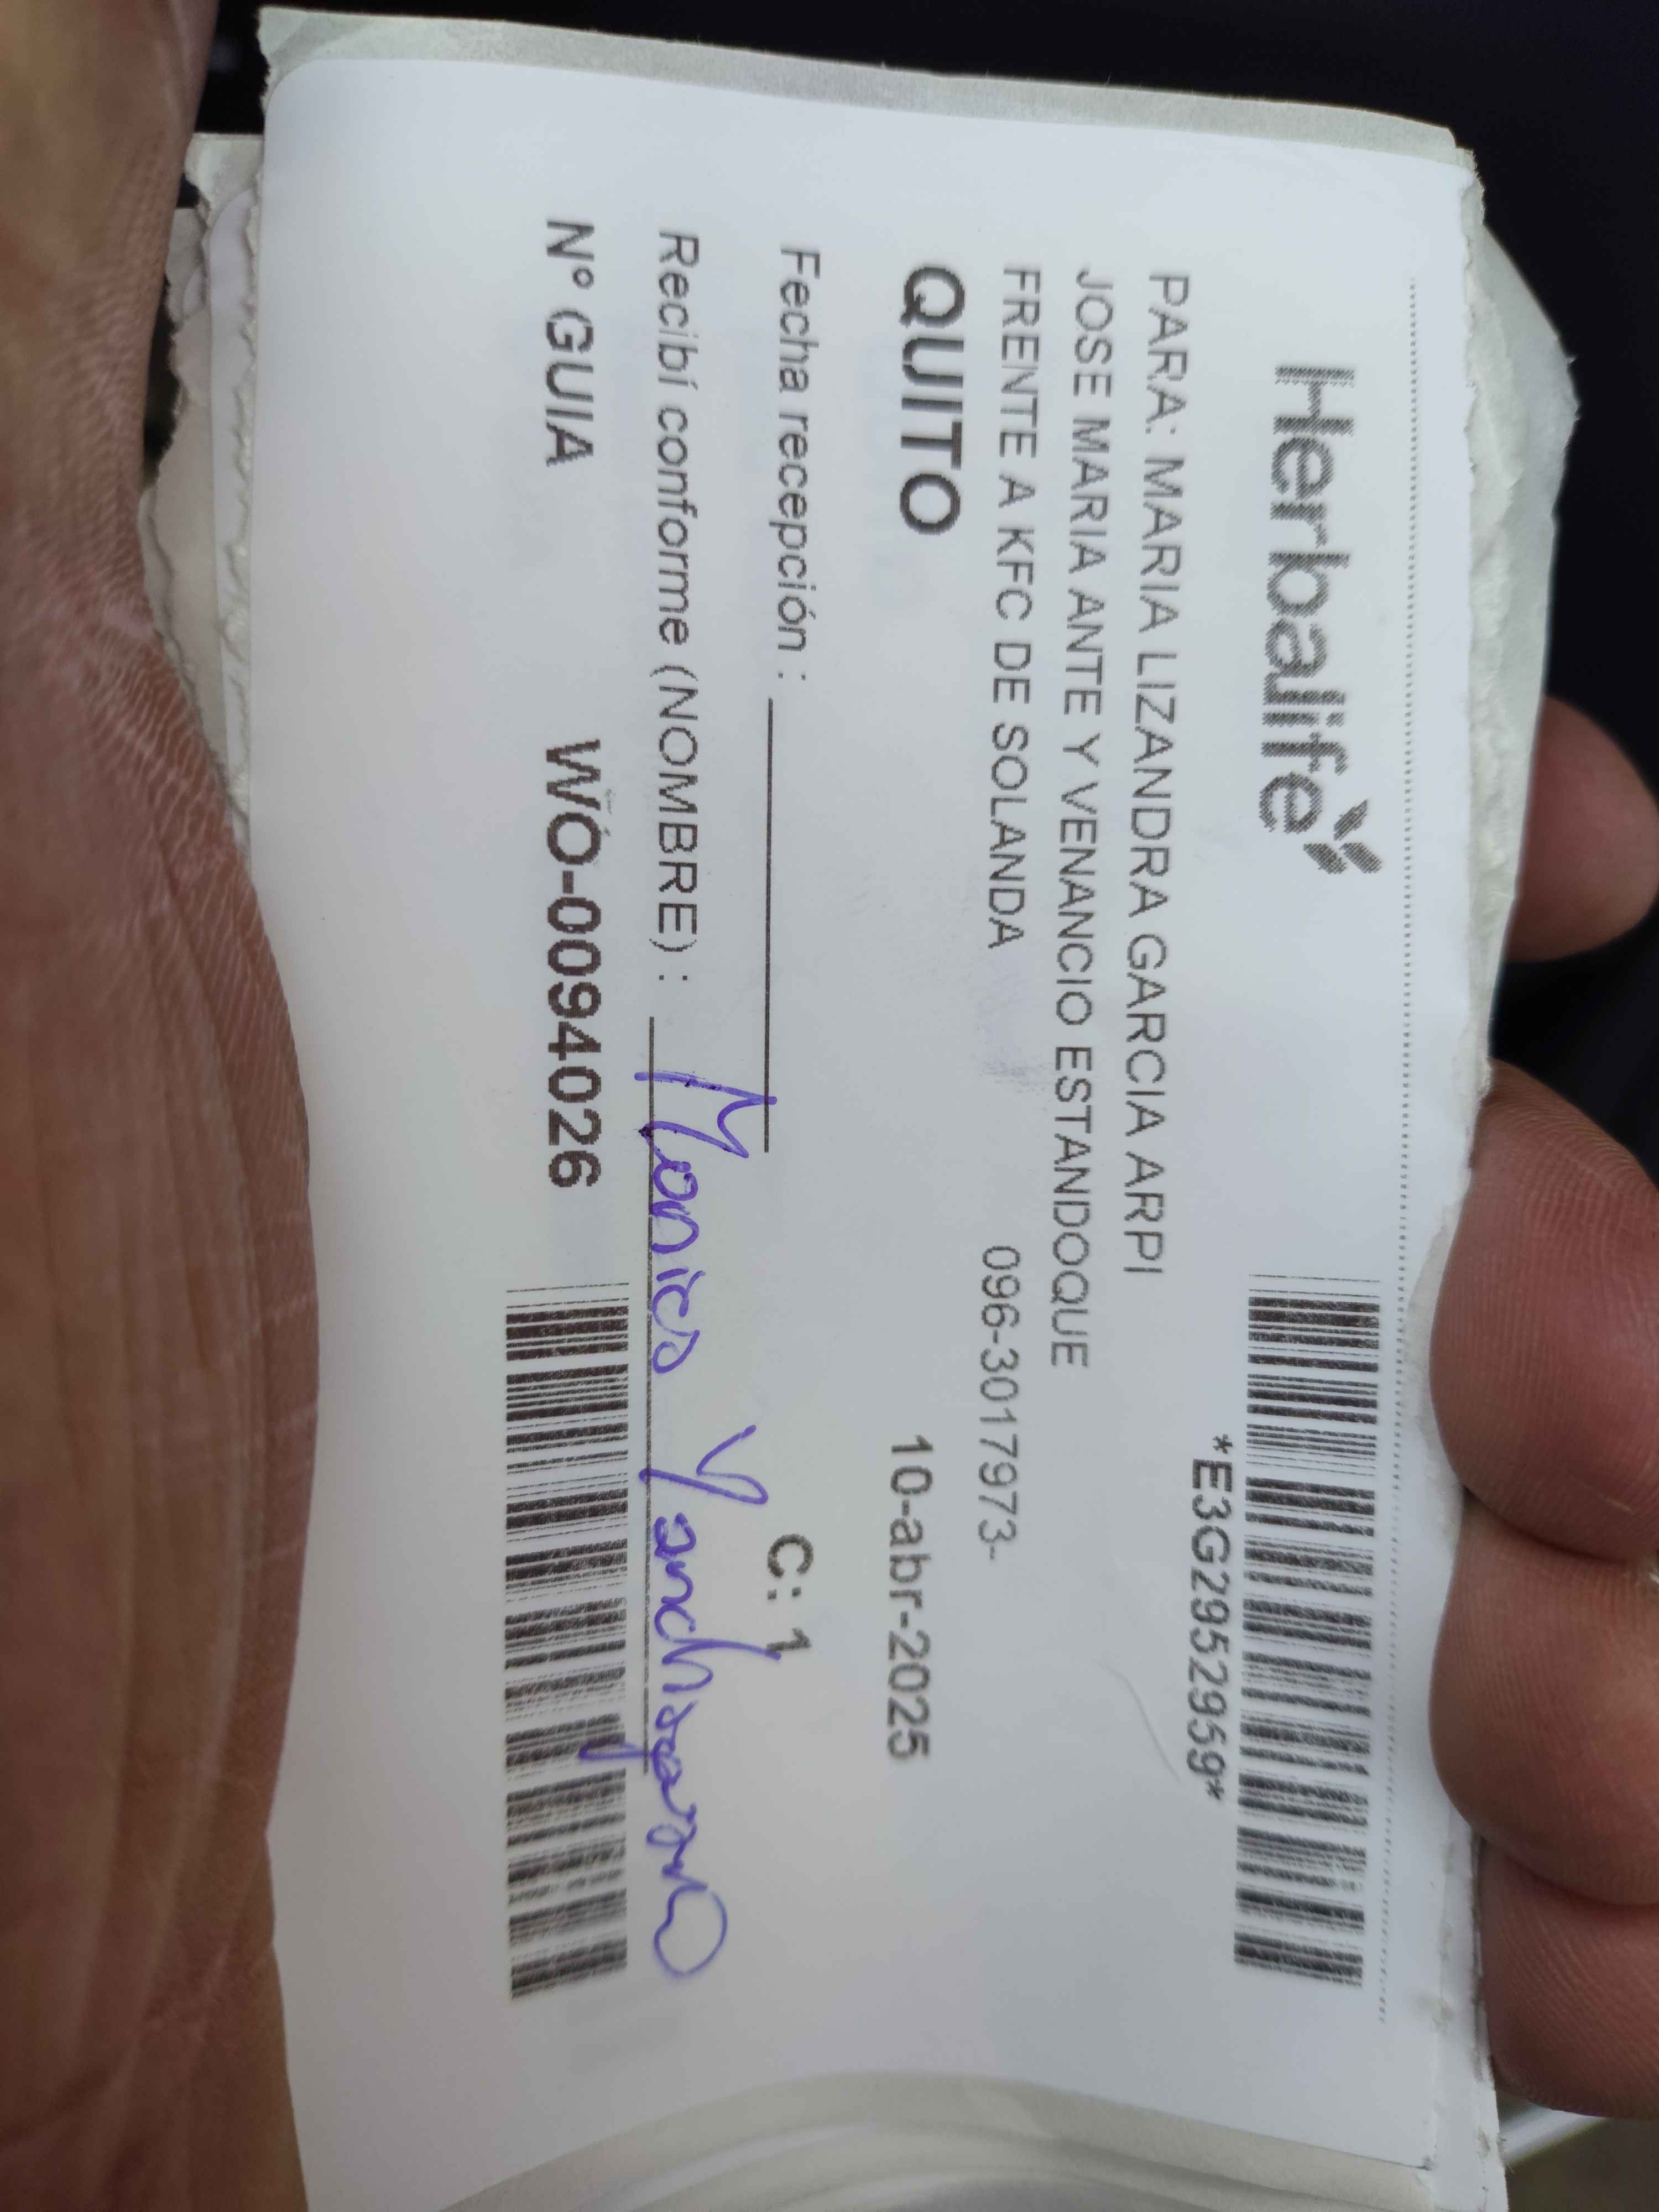 Herbalife
*E3G2952959*
PARA: MARIA LIZANDRA GARCIA ARPI
JOSE MARIA ANTE Y VENANCIO ESTANDOQUE
FRENTE A KFC DE SOLANDA 096-3017973-
QUITO 10-abr-2025
Fecha recepción : C: 1
Recibí conforme (NOMBRE) : Monica
Nº GUIA WO-0094026